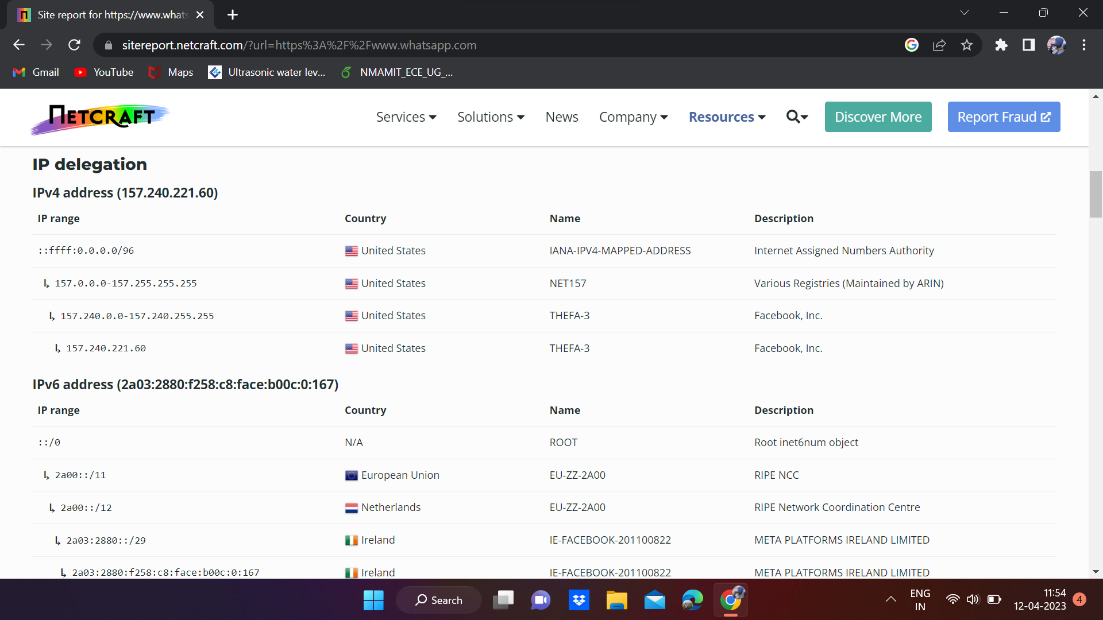 Site report for https://www.whats
sitereport.netcraft.com/?url=https%3A%2F%2Fwww.whatsapp.com
Gmail YouTube Maps Ultrasonic water lev... NMAMIT_ECE_UG_...
NETCRAFT Services Solutions News Company Resources Discover More Report Fraud
IP delegation
IPv4 address (157.240.221.60)
IP range Country Name Description
::ffff:0.0.0.0/96 United States IANA-IPV4-MAPPED-ADDRESS Internet Assigned Numbers Authority
↳ 157.0.0.0-157.255.255.255 United States NET157 Various Registries (Maintained by ARIN)
↳ 157.240.0.0-157.240.255.255 United States THEFA-3 Facebook, Inc.
↳ 157.240.221.60 United States THEFA-3 Facebook, Inc.
IPv6 address (2a03:2880:f258:c8:face:b00c:0:167)
IP range Country Name Description
::/0 N/A ROOT Root inet6num object
↳ 2a00::/11 European Union EU-ZZ-2A00 RIPE NCC
↳ 2a00::/12 Netherlands EU-ZZ-2A00 RIPE Network Coordination Centre
↳ 2a03:2880::/29 Ireland IE-FACEBOOK-201100822 META PLATFORMS IRELAND LIMITED
↳ 2a03:2880:f258:c8:face:b00c:0:167 Ireland IE-FACEBOOK-201100822 META PLATFORMS IRELAND LIMITED
Search ENG 11:54
IN 12-04-2023 4